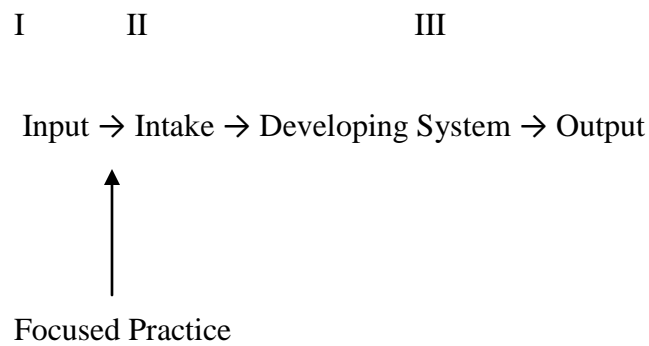 I II III
Input → Intake → Developing System → Output
Focused Practice